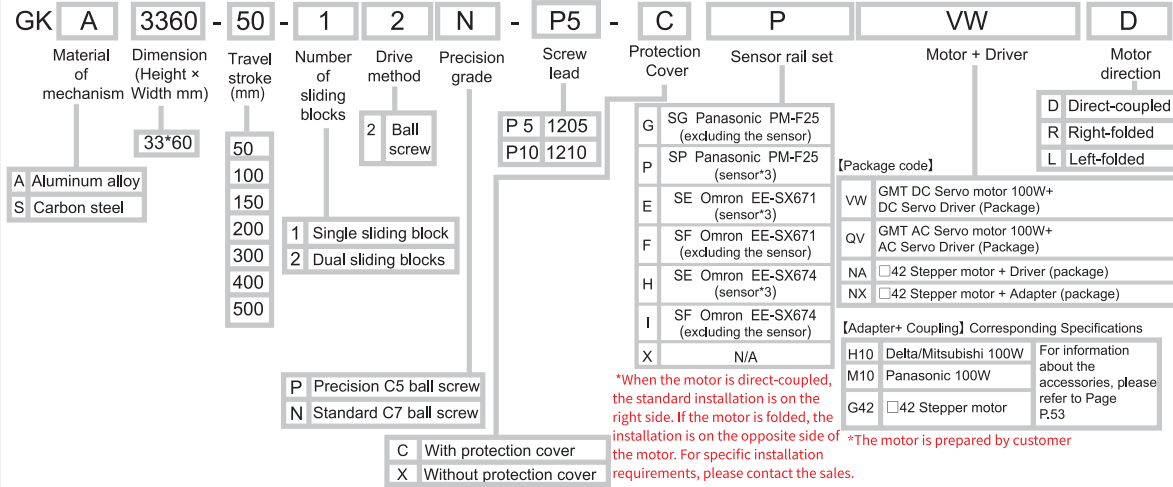 GK A 3360 - 50 - 1 2 N - P5 - C P VW D
Material
of
mechanism
A Aluminum alloy
S Carbon steel
Dimension
(Height ×
Width mm)
33*60
Travel
stroke
(mm)
50
100
150
200
300
400
500
Number
of
sliding
blocks
1 Single sliding block
2 Dual sliding blocks
Drive
method
2 Ball
screw
Precision
grade
P Precision C5 ball screw
N Standard C7 ball screw
Screw
lead
P 5 1205
P10 1210
Protection
Cover
C With protection cover
X Without protection cover
Sensor rail set
G SG Panasonic PM-F25
(excluding the sensor)
P SP Panasonic PM-F25
(sensor*3)
E SE Omron EE-SX671
(sensor*3)
F SF Omron EE-SX671
(excluding the sensor)
H SE Omron EE-SX674
(sensor*3)
I SF Omron EE-SX674
(excluding the sensor)
X N/A
*When the motor is direct-coupled,
the standard installation is on the
right side. If the motor is folded, the
installation is on the opposite side of
the motor. For specific installation
requirements, please contact the sales.
Motor + Driver
【Package code】
VW GMT DC Servo motor 100W+
DC Servo Driver (Package)
QV GMT AC Servo motor 100W+
AC Servo Driver (Package)
NA □42 Stepper motor + Driver (package)
NX □42 Stepper motor + Adapter (package)
【Adapter+ Coupling】 Corresponding Specifications
H10 Delta/Mitsubishi 100W
M10 Panasonic 100W
G42 □42 Stepper motor
For information
about the
accessories, please
refer to Page
P.53
*The motor is prepared by customer
Motor
direction
D Direct-coupled
R Right-folded
L Left-folded